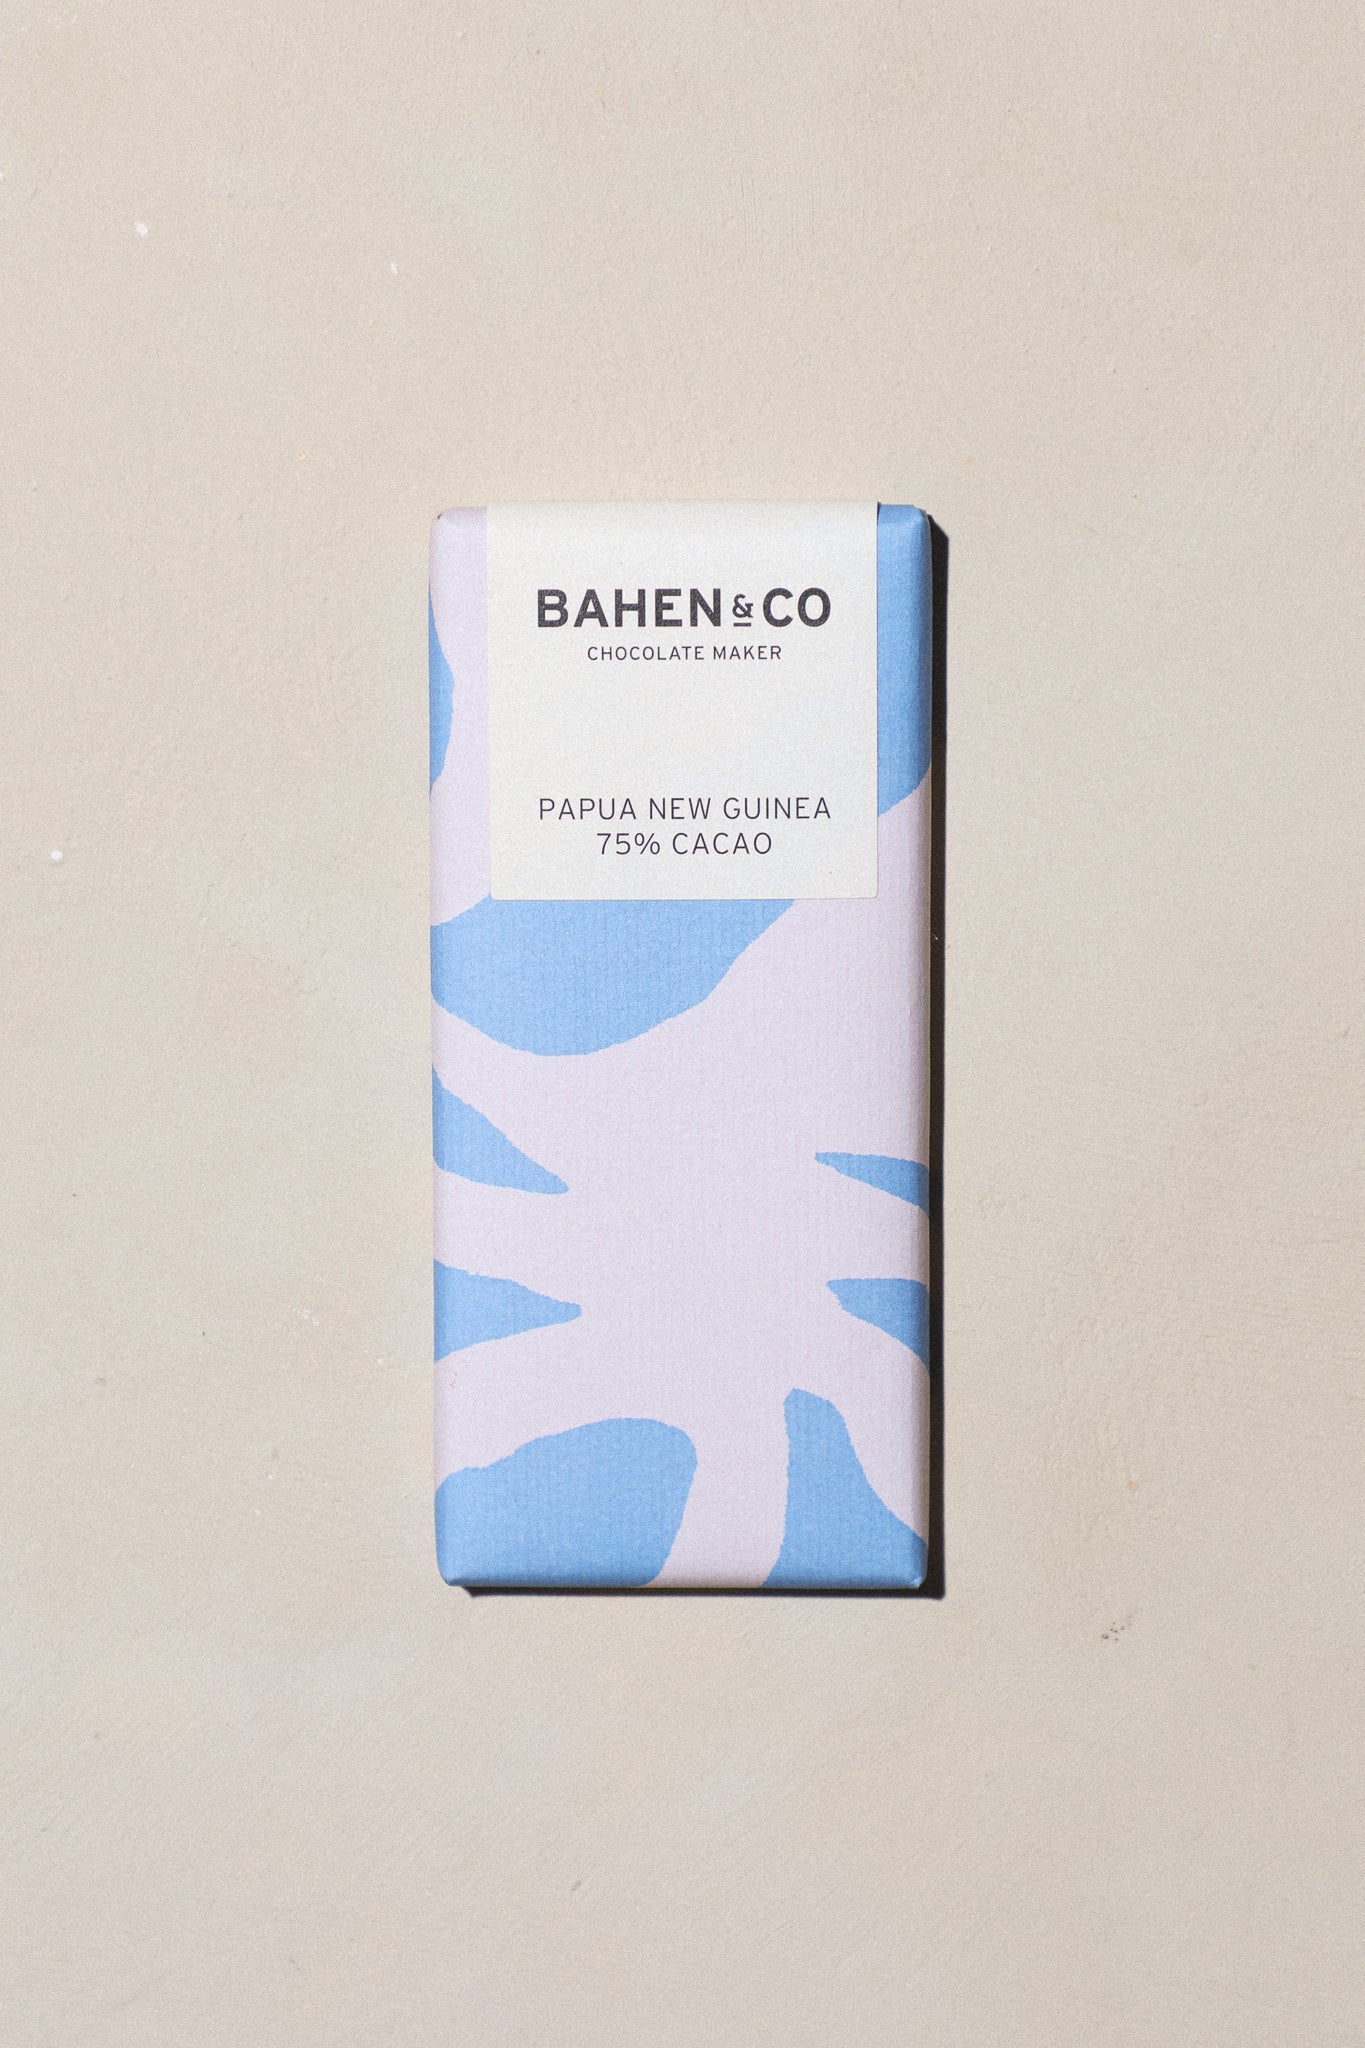 BAHEN & CO
CHOCOLATE MAKER
PAPUA NEW GUINEA
75% CACAO